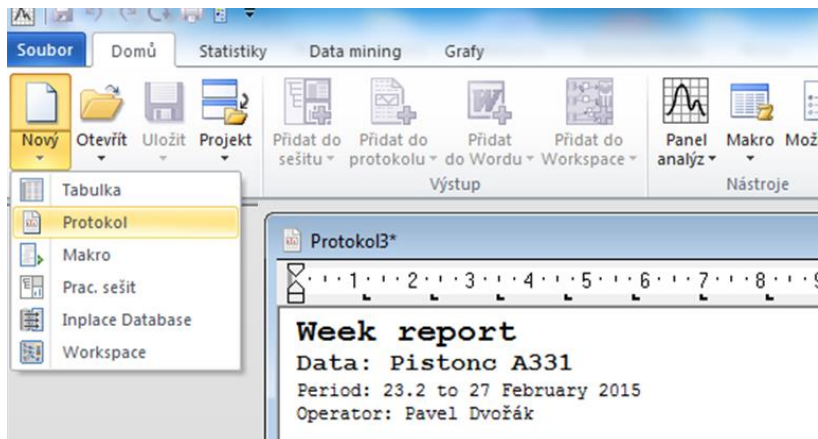 Soubor Domů Statistiky Data mining Grafy
Nový Otevřít Uložit Projekt
Přidat do sešitu
Přidat do protokolu
Přidat do Wordu
Přidat do Workspace
Panel analýz
Makro
Mož
Výstup
Nástroje
Tabulka
Protokol
Makro
Prac. sešit
Inplace Database
Workspace
Protokol3*
1 2 3 4 5 6 7 8 9
Week report
Data: Pistonc A331
Period: 23.2 to 27 February 2015
Operator: Pavel Dvořák